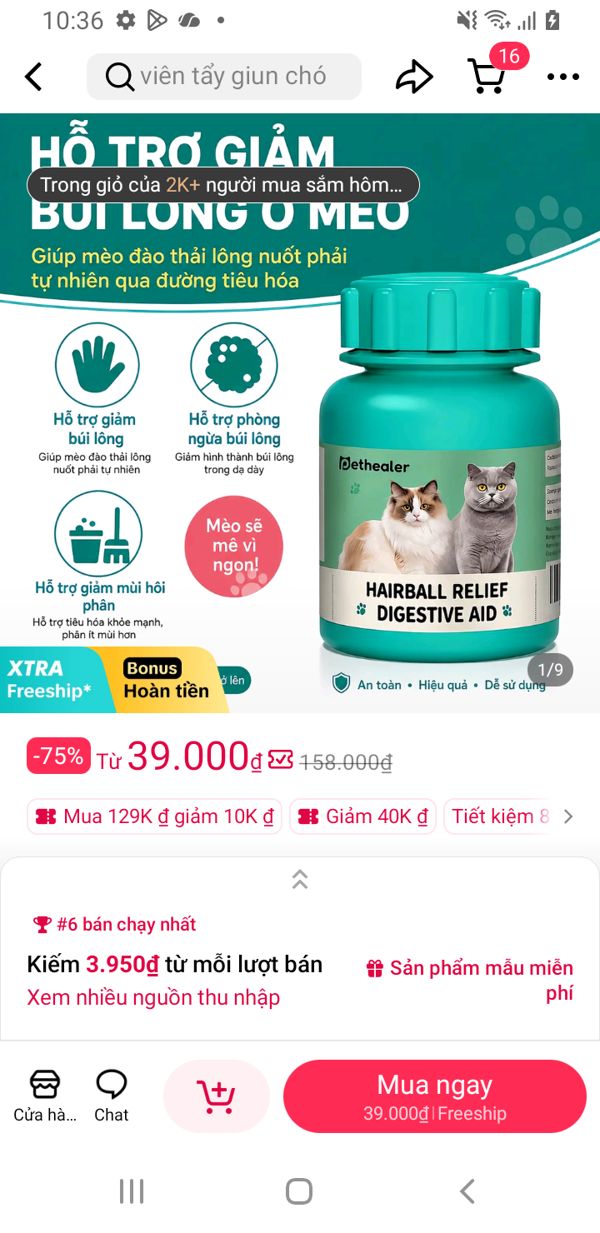 10:36
viên tẩy giun chó
16
HỖ TRỢ GIẢM
Trong giỏ của 2K+ người mua sắm hôm...
BÚI LÔNG Ở MÈO
Giúp mèo đào thải lông nuốt phải
tự nhiên qua đường tiêu hóa
Hỗ trợ giảm
búi lông
Giúp mèo đào thải lông
nuốt phải tự nhiên
Hỗ trợ phòng
ngừa búi lông
Giảm hình thành búi lông
trong dạ dày
Hỗ trợ giảm mùi hôi
phân
Hỗ trợ tiêu hóa khỏe mạnh,
phân ít mùi hơn
Mèo sẽ
mê vì
ngon!
Pethealer
HAIRBALL RELIEF
DIGESTIVE AID
XTRA
Freeship*
Bonus
Hoàn tiền
ở lên
An toàn • Hiệu quả • Dễ sử dụng
1/9
-75% Từ 39.000₫ 158.000₫
Mua 129K ₫ giảm 10K ₫
Giảm 40K ₫
Tiết kiệm 8
#6 bán chạy nhất
Kiếm 3.950₫ từ mỗi lượt bán
Xem nhiều nguồn thu nhập
Sản phẩm mẫu miễn
phí
Cửa hà...
Chat
Mua ngay
39.000₫ | Freeship